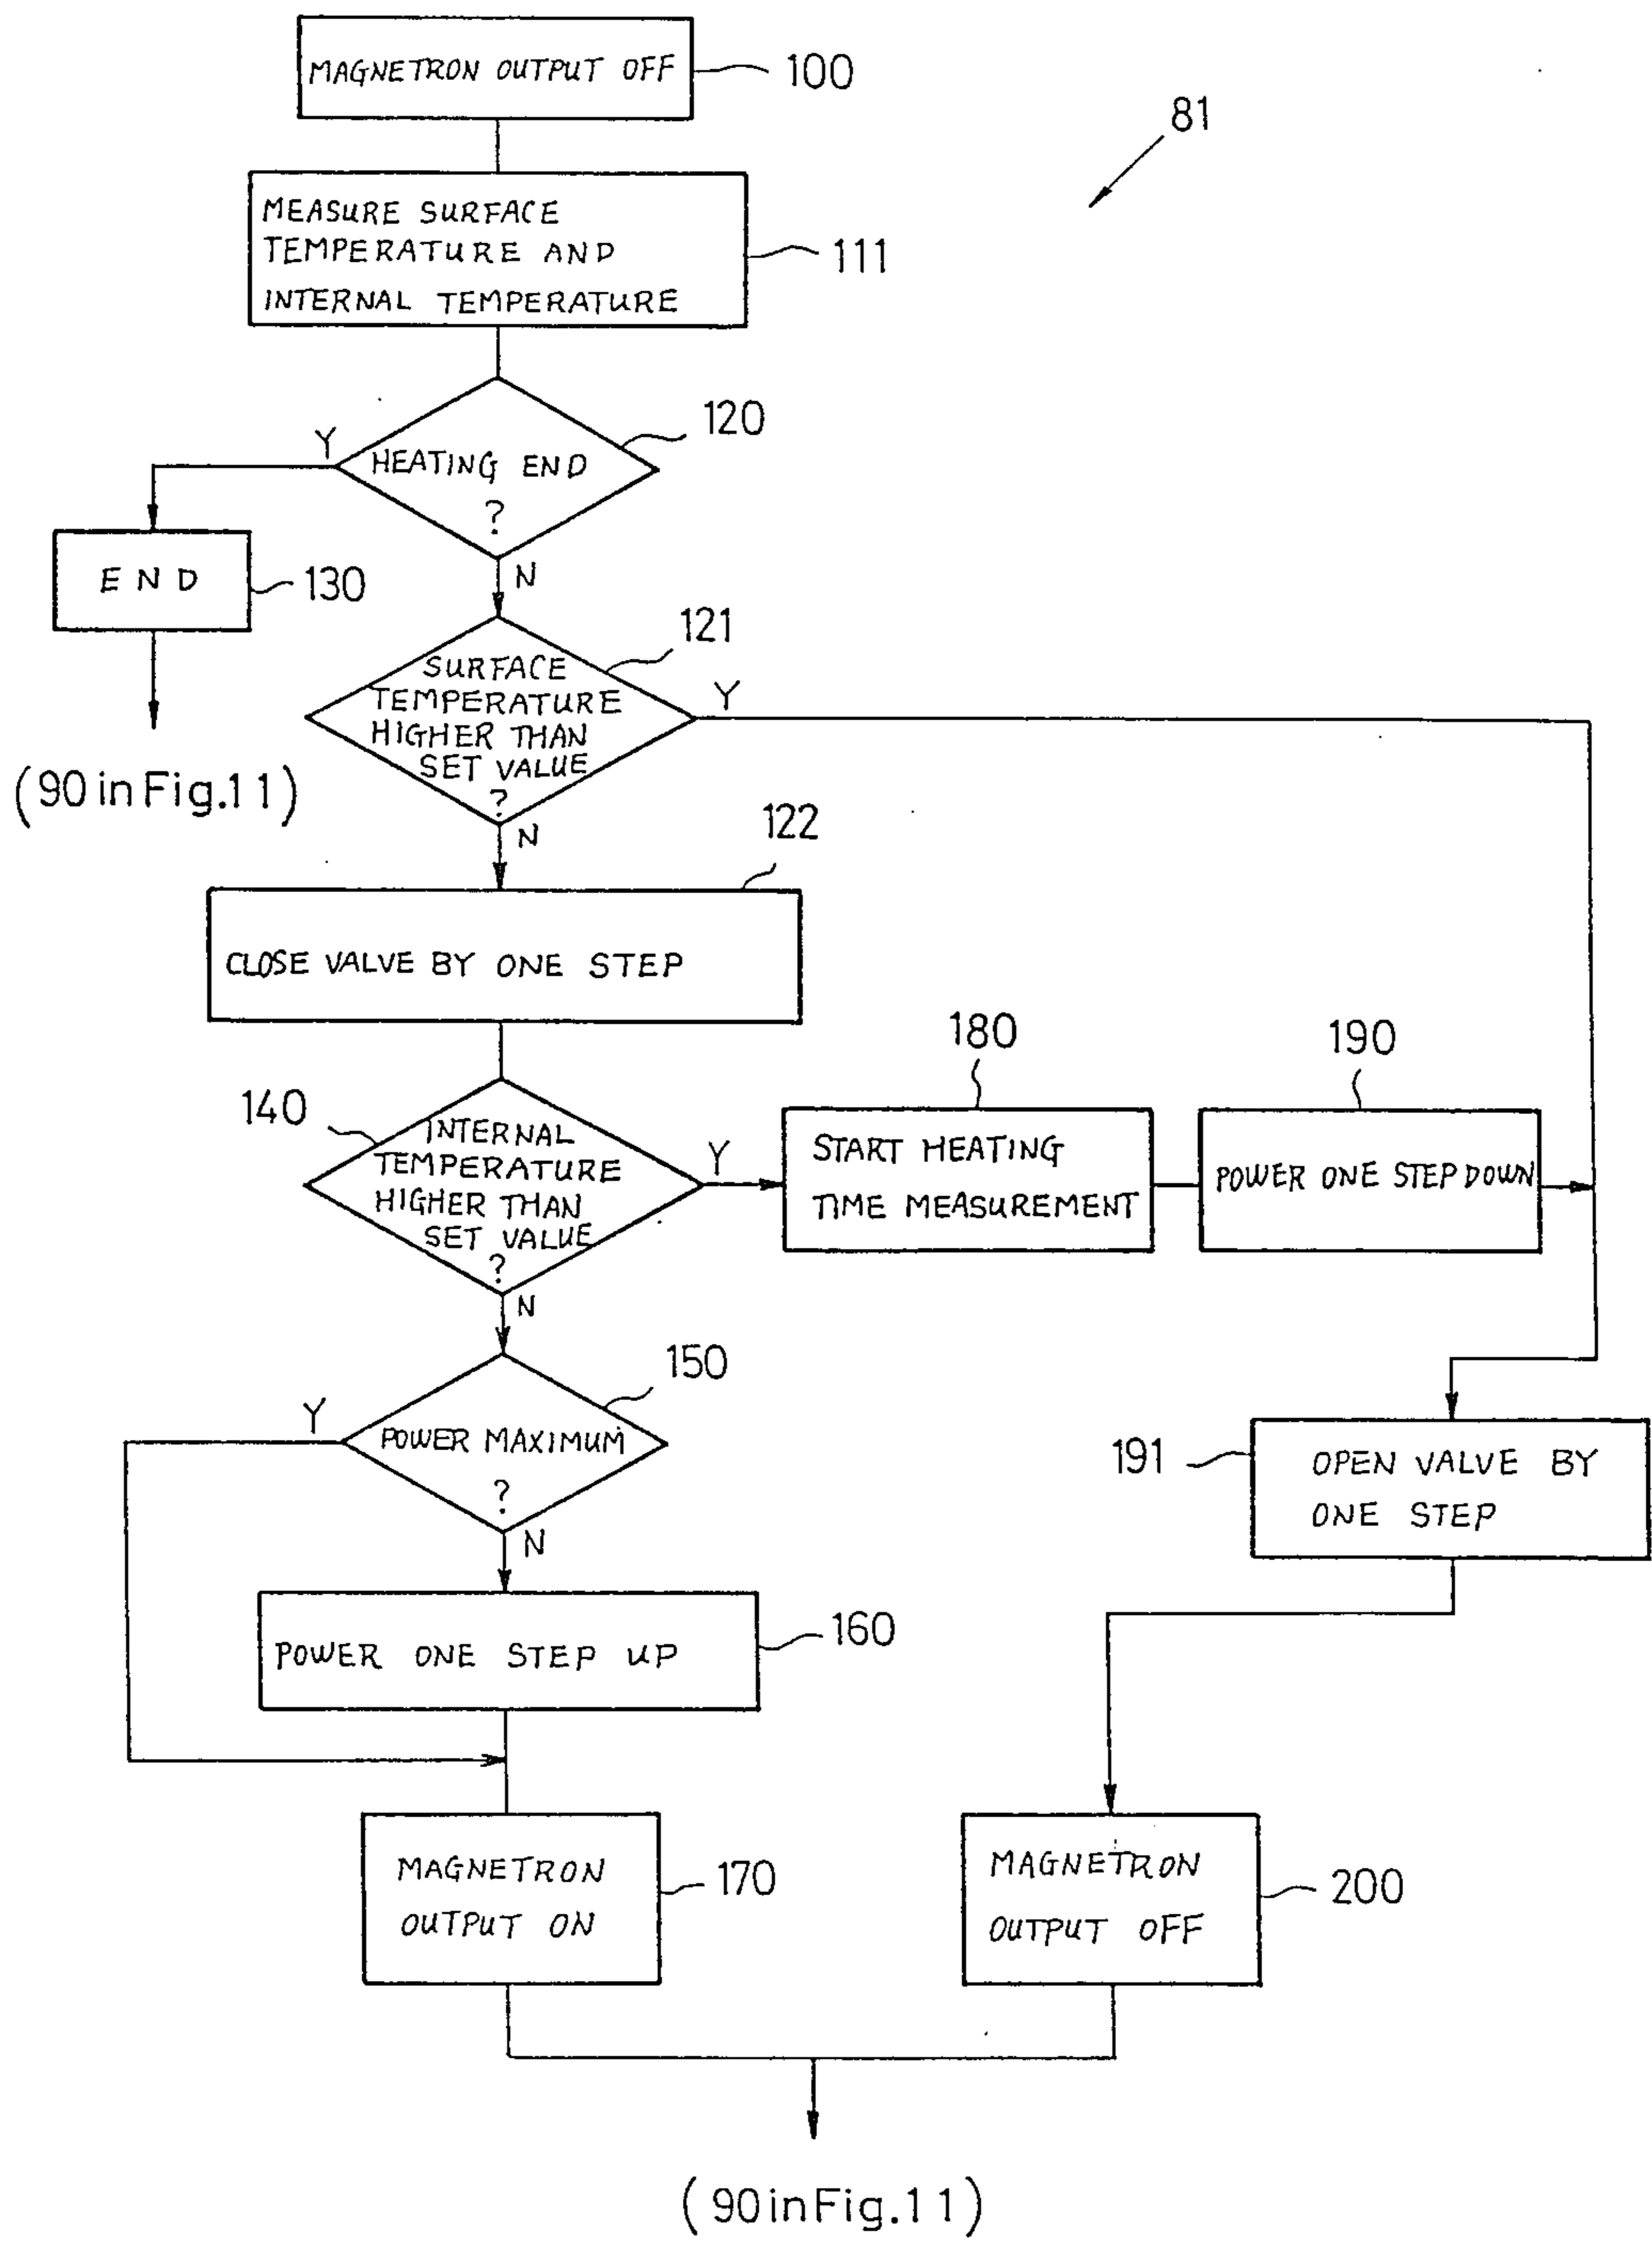 MAGNETRON OUTPUT OFF
100
81
MEASURE SURFACE
TEMPERATURE AND
INTERNAL TEMPERATURE
111
120
Y
HEATING END
?
N
END
130
(90 in Fig.11)
121
SURFACE
TEMPERATURE
HIGHER THAN
SET VALUE
?
Y
N
122
CLOSE VALVE BY ONE STEP
140
INTERNAL
TEMPERATURE
HIGHER THAN
SET VALUE
?
Y
N
180
START HEATING
TIME MEASUREMENT
190
POWER ONE STEP DOWN
150
Y
POWER MAXIMUM
?
N
191
OPEN VALVE BY
ONE STEP
POWER ONE STEP UP
160
MAGNETRON
OUTPUT ON
170
MAGNETRON
OUTPUT OFF
200
(90 in Fig.11)